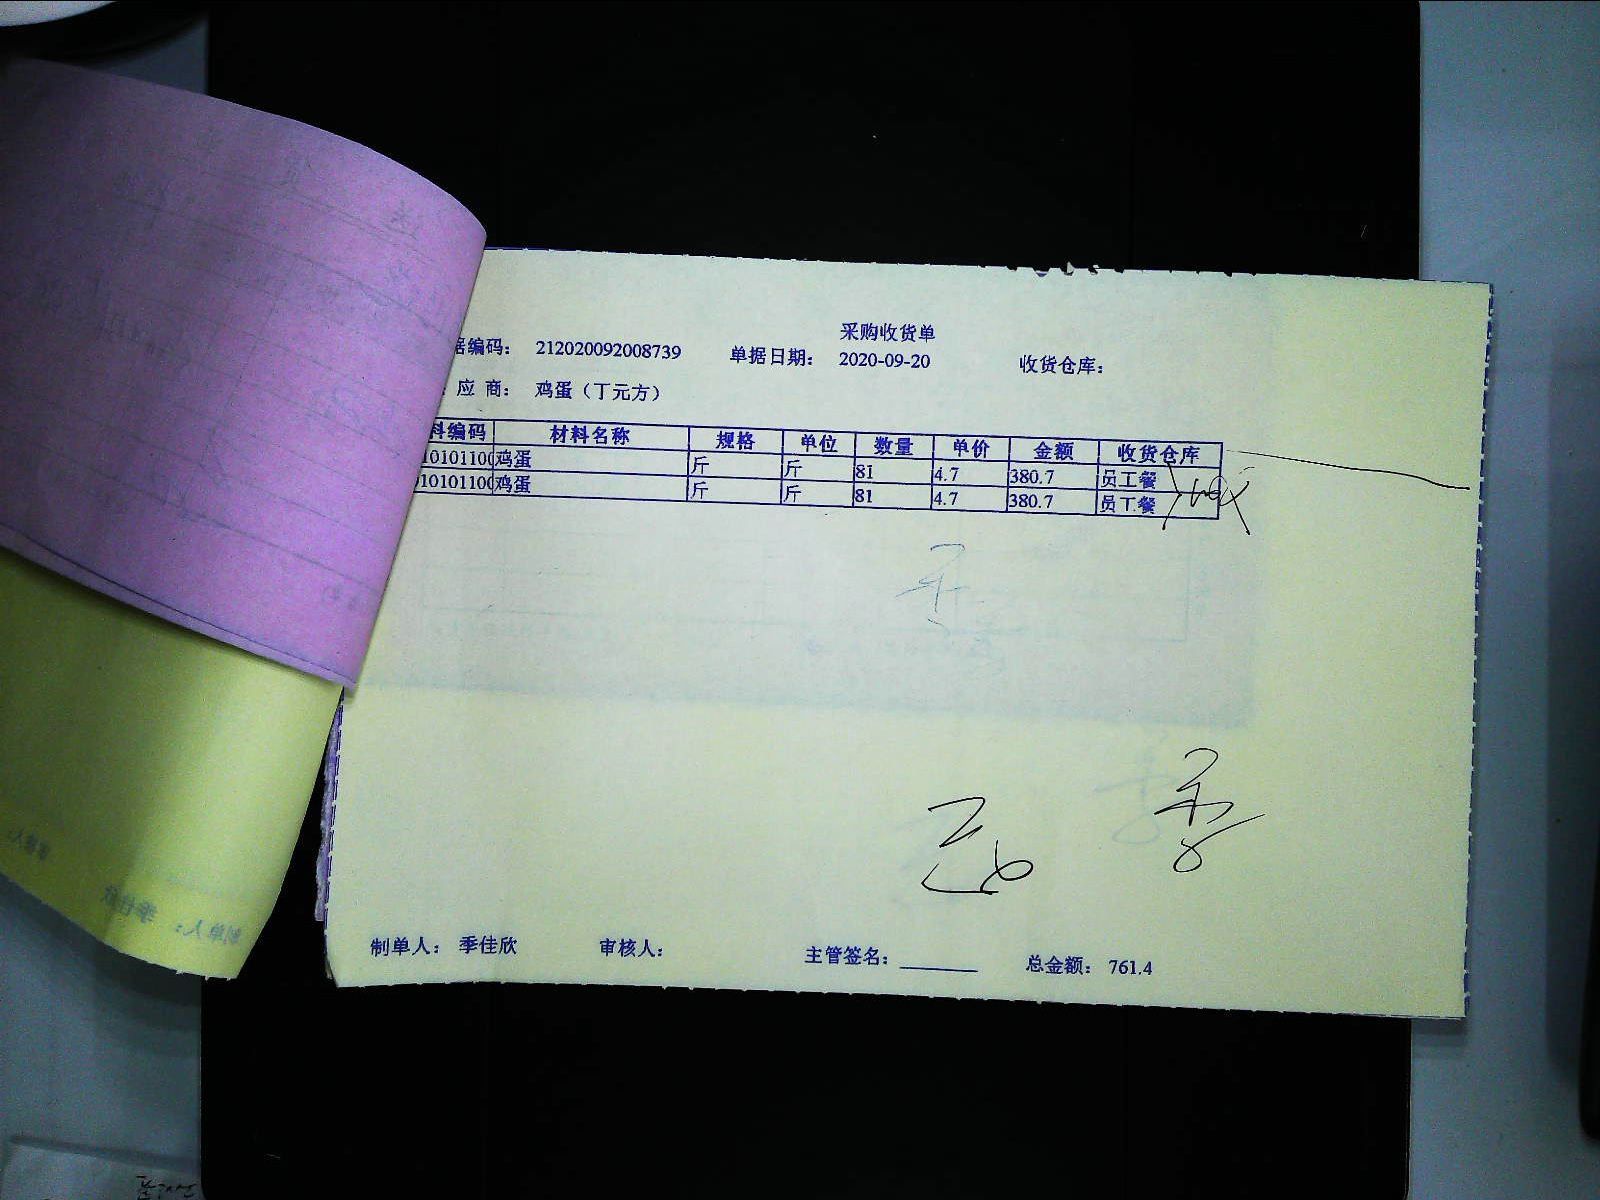 采购收货单
据编码: 212020092008739 单据日期: 2020-09-20 收货仓库:
应 商: 鸡蛋（丁元方）
料编码 材料名称 规格 单位 数量 单价 金额 收货仓库
10101100 鸡蛋 斤 斤 81 4.7 380.7 员工餐
10101100 鸡蛋 斤 斤 81 4.7 380.7 员工餐
制单人: 季佳欣 审核人: 主管签名: 总金额: 761.4